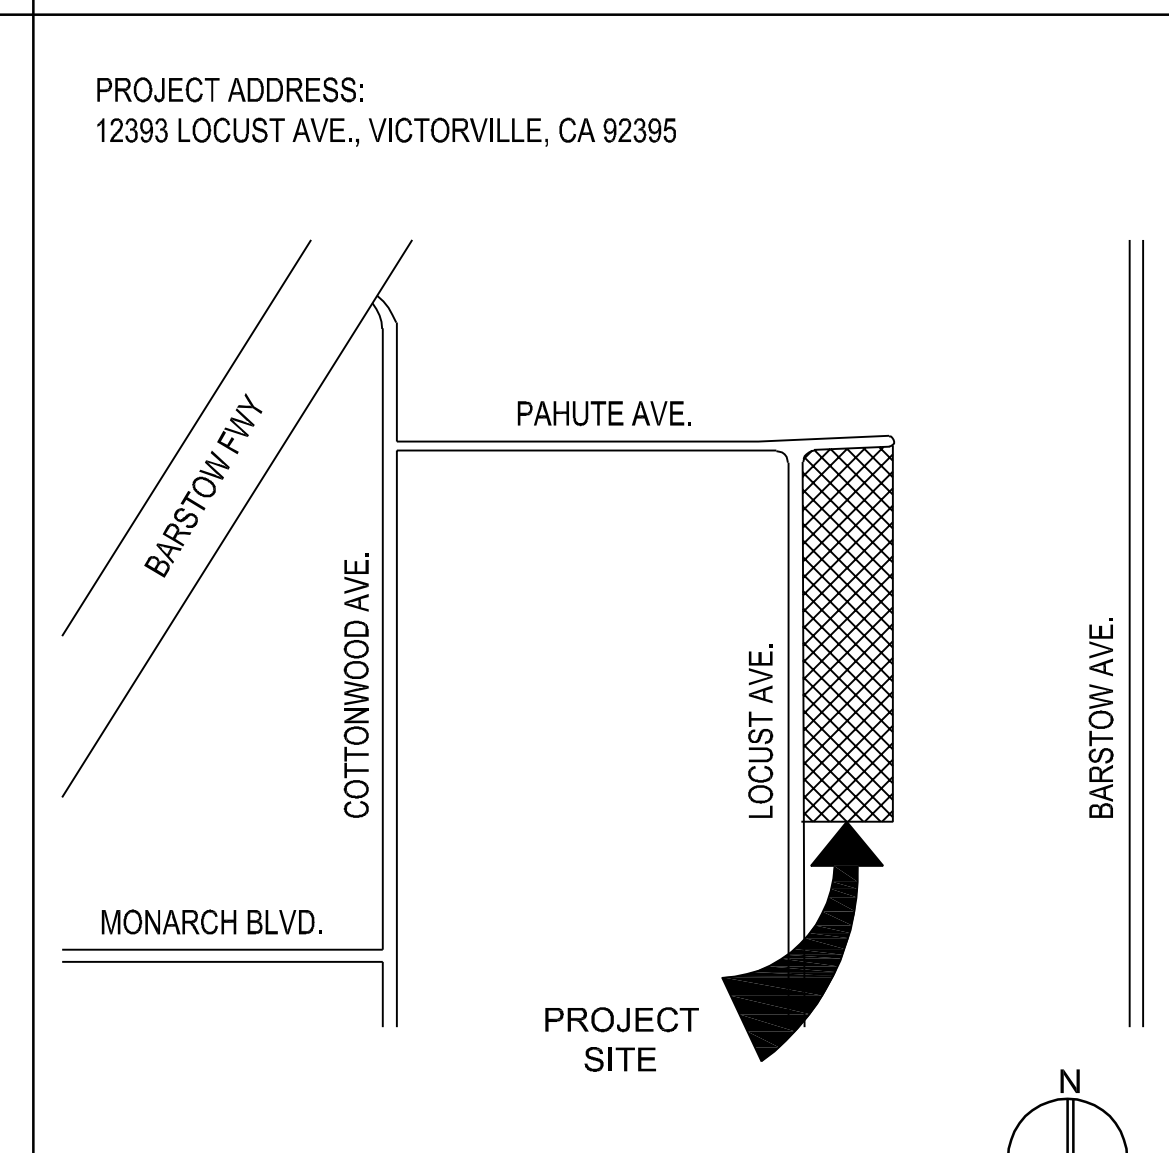 PROJECT ADDRESS:
12393 LOCUST AVE., VICTORVILLE, CA 92395
PAHUTE AVE.
BARSTOW FWY
COTTONWOOD AVE.
LOCUST AVE.
BARSTOW AVE.
MONARCH BLVD.
PROJECT
SITE
N